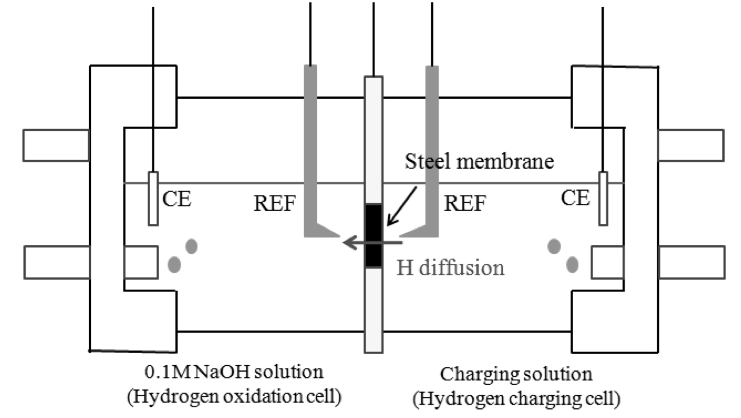 Steel membrane
CE
REF
REF
CE
H diffusion
0.1M NaOH solution
(Hydrogen oxidation cell)
Charging solution
(Hydrogen charging cell)